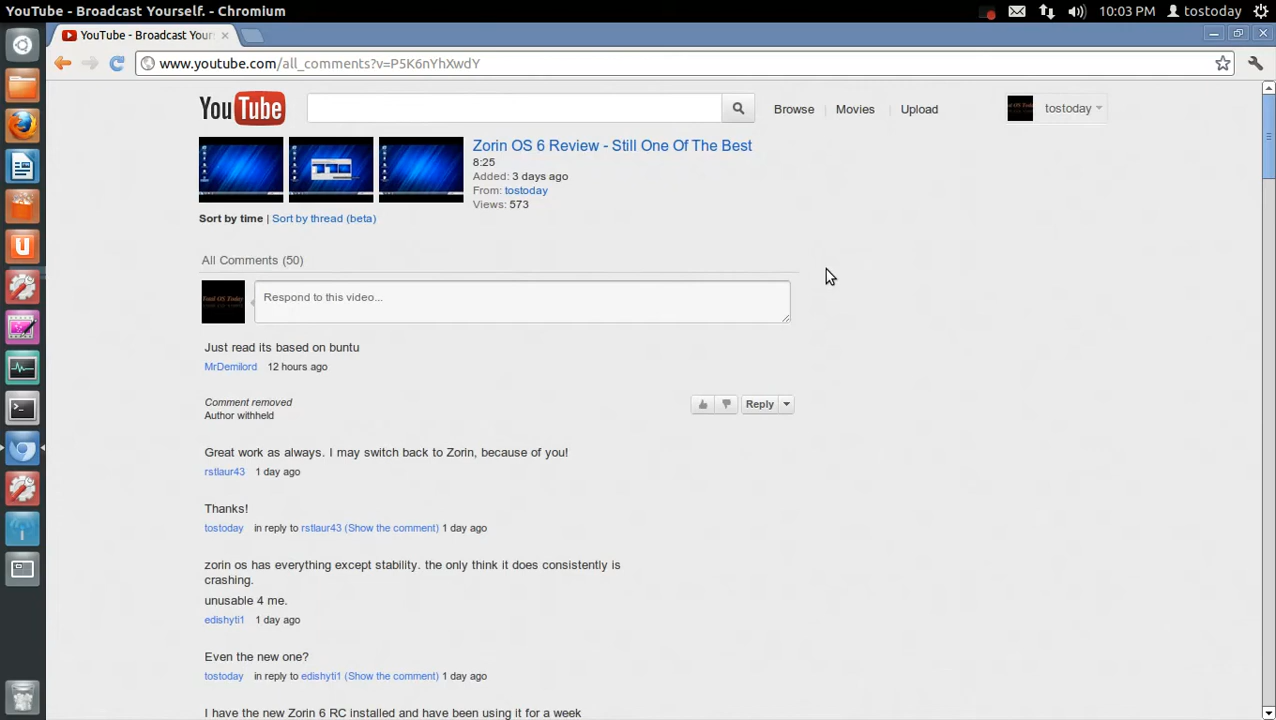 YouTube - Broadcast Yourself. - Chromium
10:03 PM
tostoday
YouTube - Broadcast Your
www.youtube.com/all_comments?v=P5K6nYhXwdY
YouTube
Browse
Movies
Upload
tostoday
Zorin OS 6 Review - Still One Of The Best
8:25
Added: 3 days ago
From: tostoday
Views: 573
Sort by time | Sort by thread (beta)
All Comments (50)
Respond to this video...
Just read its based on buntu
MrDemilord 12 hours ago
Comment removed
Author withheld
Reply
Great work as always. I may switch back to Zorin, because of you!
rstlaur43 1 day ago
Thanks!
tostoday in reply to rstlaur43 (Show the comment) 1 day ago
zorin os has everything except stability. the only think it does consistently is
crashing.
unusable 4 me.
edishyti1 1 day ago
Even the new one?
tostoday in reply to edishyti1 (Show the comment) 1 day ago
I have the new Zorin 6 RC installed and have been using it for a week